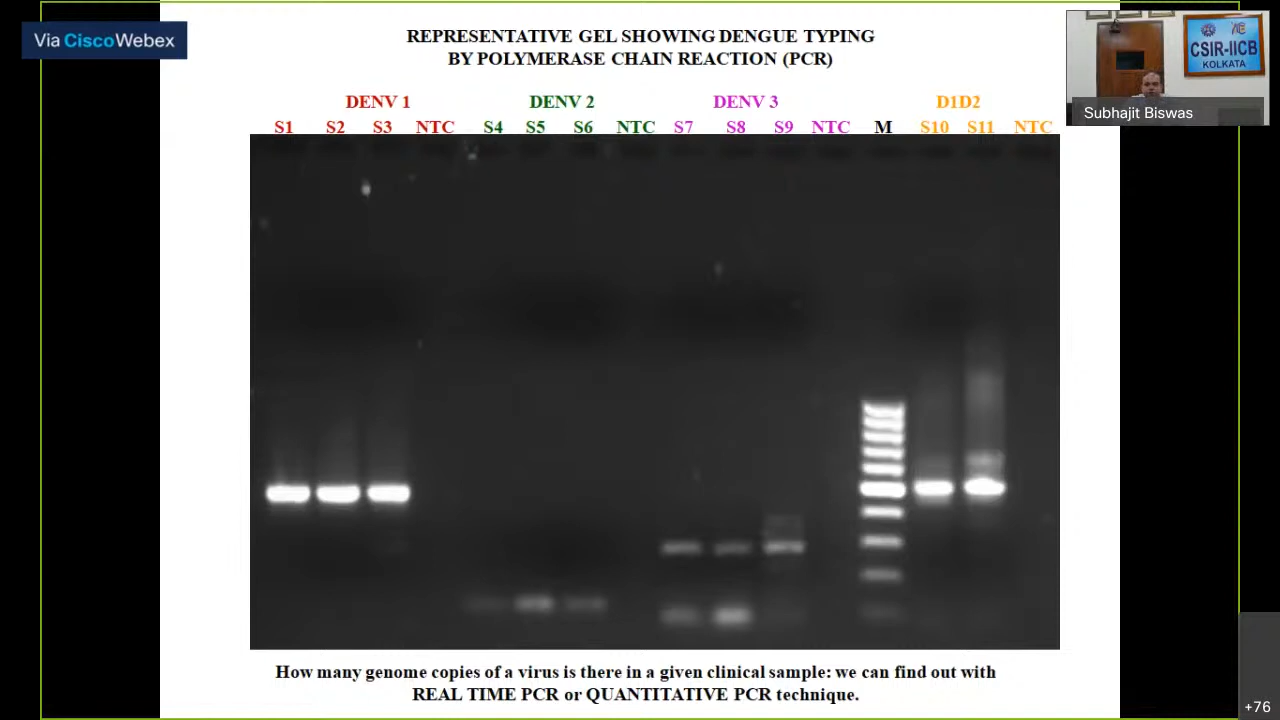 Via CiscoWebex
REPRESENTATIVE GEL SHOWING DENGUE TYPING
BY POLYMERASE CHAIN REACTION (PCR)
CSIR-IICB
KOLKATA
Subhajit Biswas
DENV 1 DENV 2 DENV 3 D1D2
S1 S2 S3 NTC S4 S5 S6 NTC S7 S8 S9 NTC M S10 S11 NTC
How many genome copies of a virus is there in a given clinical sample: we can find out with
REAL TIME PCR or QUANTITATIVE PCR technique.
+76